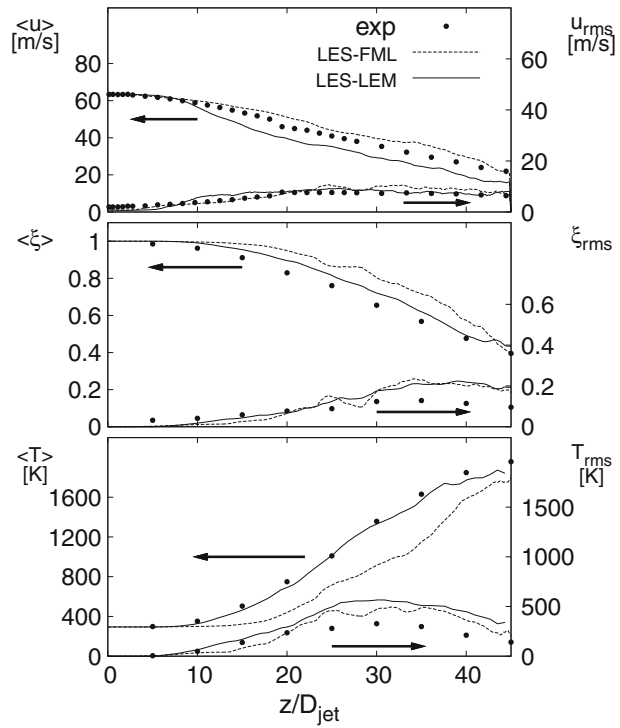 <u>
[m/s]
exp
LES-FML
LES-LEM
u_rms
[m/s]
80
60
40
20
0
60
40
20
0
<ξ>
ξ_rms
1
0.8
0.6
0.4
0.2
0
0.6
0.4
0.2
0
<T>
[K]
T_rms
[K]
1600
1200
800
400
0
1500
1000
500
0
0
10
20
30
40
50
z/D_jet